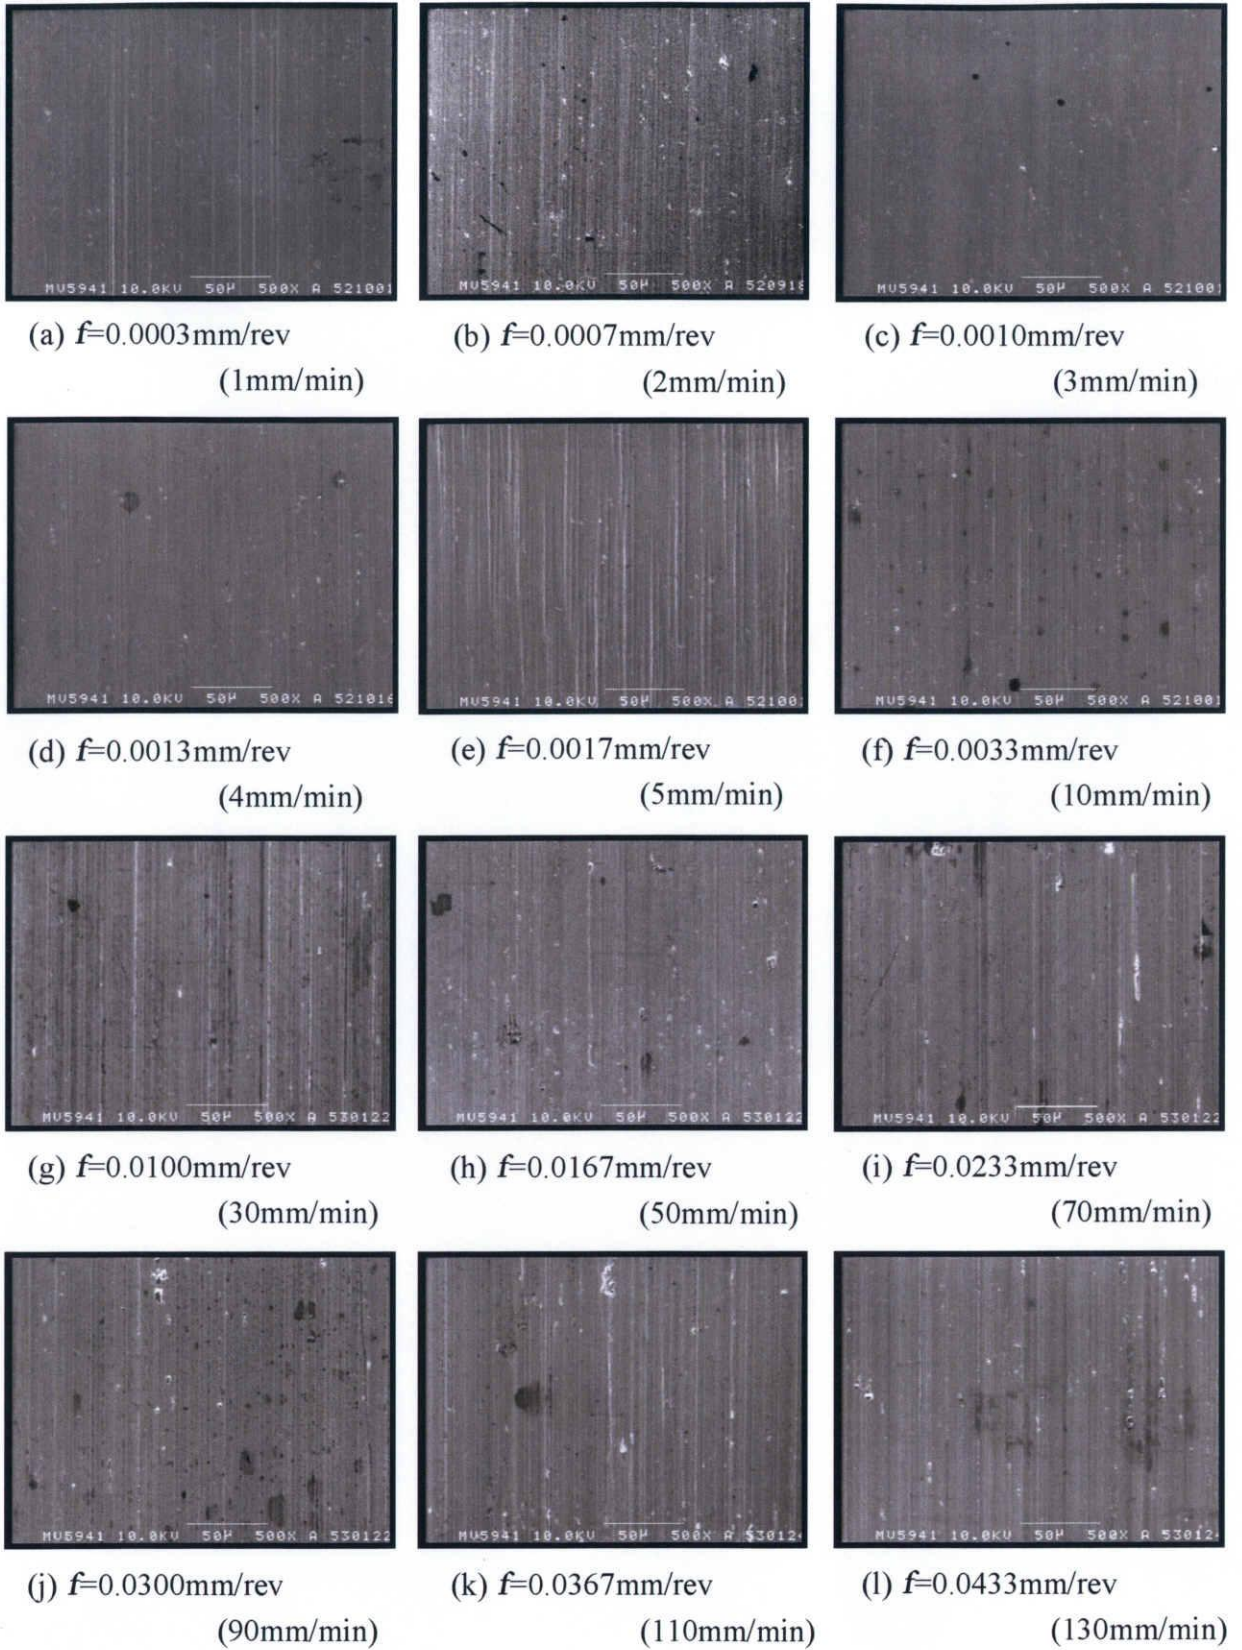 MV5941 10.0KV 50µ 500X A 521001
MV5941 10.0KV 50µ 500X A 520918
MV5941 10.0KV 50µ 500X A 521001
(a) f=0.0003mm/rev
(1mm/min)
(b) f=0.0007mm/rev
(2mm/min)
(c) f=0.0010mm/rev
(3mm/min)
MV5941 10.0KV 50µ 500X A 521016
MV5941 10.0KV 50µ 500X A 521001
MV5941 10.0KV 50µ 500X A 521001
(d) f=0.0013mm/rev
(4mm/min)
(e) f=0.0017mm/rev
(5mm/min)
(f) f=0.0033mm/rev
(10mm/min)
MV5941 10.0KV 50µ 500X A 530122
MV5941 10.0KV 50µ 500X A 530122
MV5941 10.0KV 50µ 500X A 530122
(g) f=0.0100mm/rev
(30mm/min)
(h) f=0.0167mm/rev
(50mm/min)
(i) f=0.0233mm/rev
(70mm/min)
MV5941 10.0KV 50µ 500X A 530122
MV5941 10.0KV 50µ 500X A
MV5941 10.0KV 50µ 500X A
(j) f=0.0300mm/rev
(90mm/min)
(k) f=0.0367mm/rev
(110mm/min)
(l) f=0.0433mm/rev
(130mm/min)